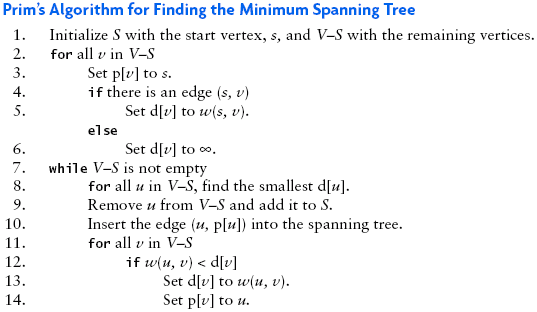 Prim's Algorithm for Finding the Minimum Spanning Tree
1. Initialize S with the start vertex, s, and V–S with the remaining vertices.
2. for all v in V–S
3. Set p[v] to s.
4. if there is an edge (s, v)
5. Set d[v] to w(s, v).
else
6. Set d[v] to ∞.
7. while V–S is not empty
8. for all u in V–S, find the smallest d[u].
9. Remove u from V–S and add it to S.
10. Insert the edge (u, p[u]) into the spanning tree.
11. for all v in V–S
12. if w(u, v) < d[v]
13. Set d[v] to w(u, v).
14. Set p[v] to u.